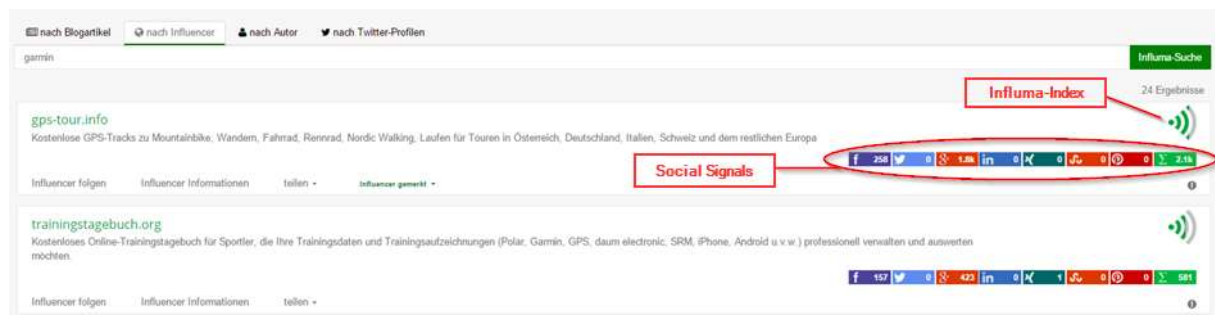 nach Blogartikel nach Influencer nach Autor nach Twitter-Profilen
garmin Influma-Suche
Influma-Index 24 Ergebnisse
gps-tour.info
Kostenlose GPS-Tracks zu Mountainbike, Wandern, Fahrrad, Rennrad, Nordic Walking, Laufen für Touren in Österreich, Deutschland, Italien, Schweiz und dem restlichen Europa
258 0 1.8k 0 0 0 0 Σ 2.1k
Social Signals
Influencer folgen Influencer Informationen teilen Influencer gemerkt
trainingstagebuch.org
Kostenloses Online-Trainingstagebuch für Sportler, die Ihre Trainingsdaten und Trainingsaufzeichnungen (Polar, Garmin, GPS, daum electronic, SRM, iPhone, Android u.v.w.) professionell verwalten und auswerten
möchten.
157 0 423 0 1 0 0 Σ 581
Influencer folgen Influencer Informationen teilen